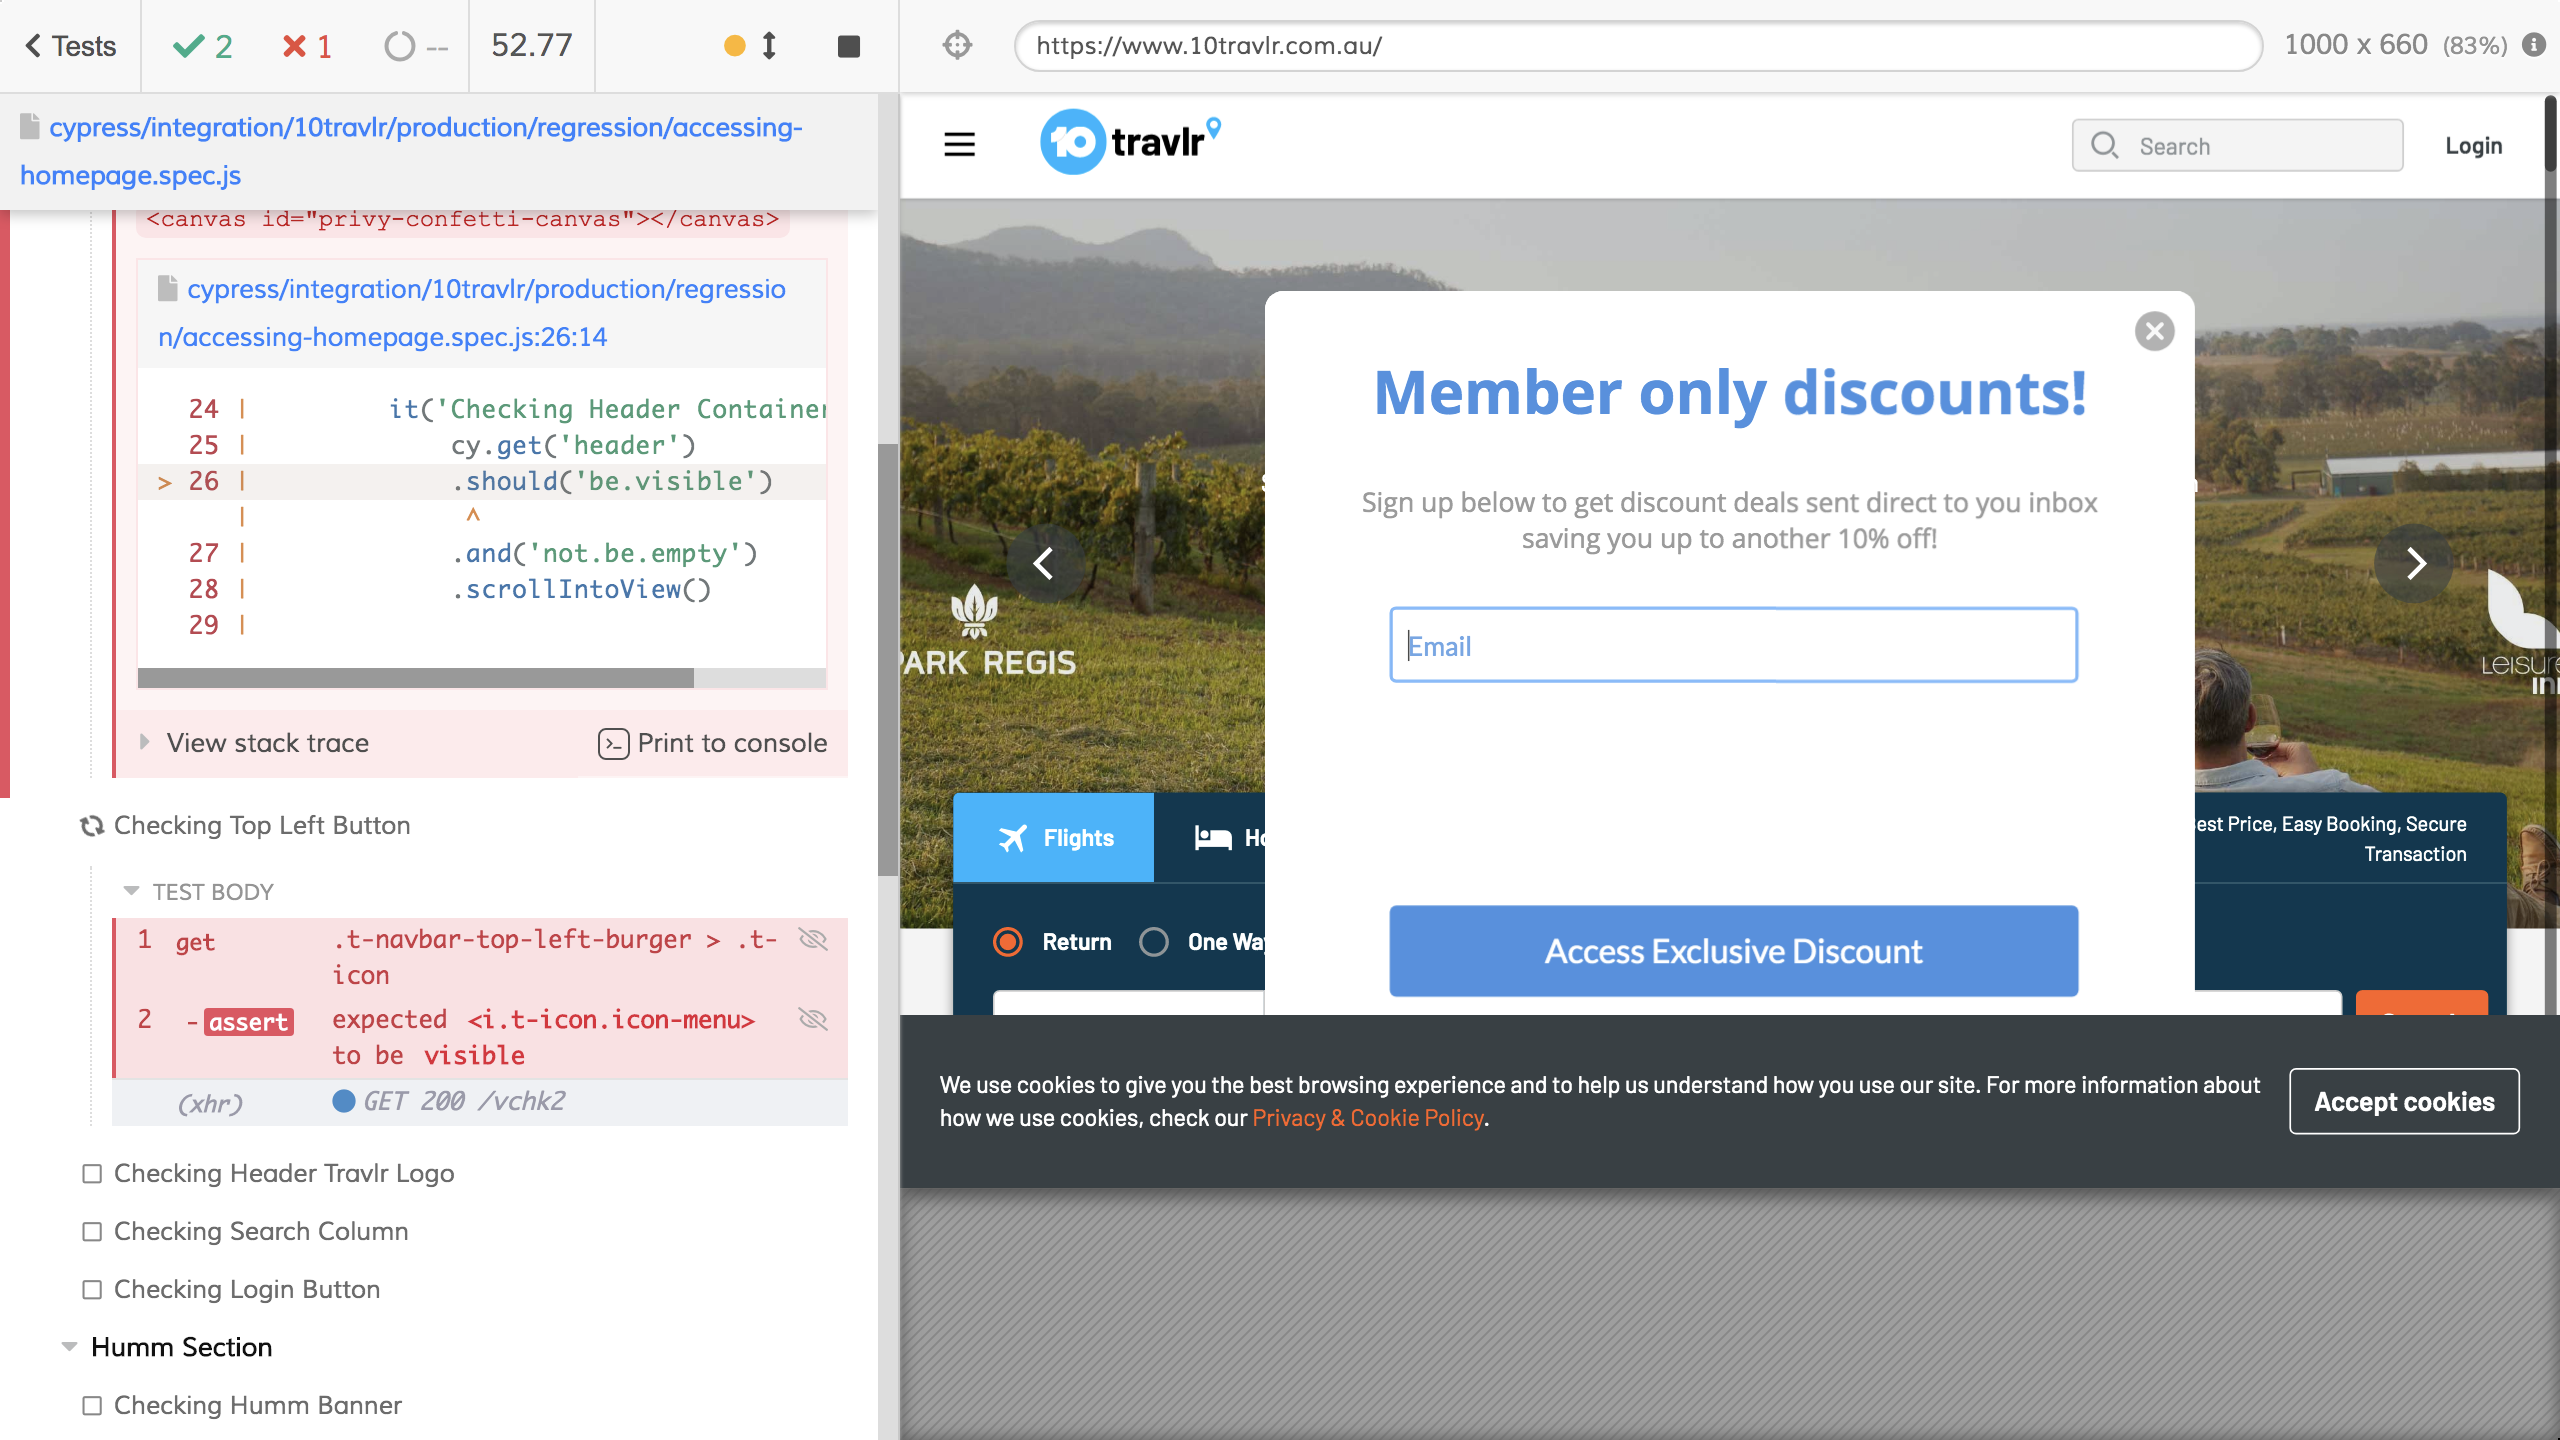 Tests
2
1
--
52.77
https://www.10travlr.com.au/
1000 x 660 (83%)
cypress/integration/10travlr/production/regression/accessing-
homepage.spec.js
<canvas id="privy-confetti-canvas"></canvas>
cypress/integration/10travlr/production/regressio
n/accessing-homepage.spec.js:26:14
24 | it('Checking Header Container
25 | cy.get('header')
> 26 | .should('be.visible')
| ^
27 | .and('not.be.empty')
28 | .scrollIntoView()
29 |
View stack trace
Print to console
Checking Top Left Button
TEST BODY
1 get .t-navbar-top-left-burger > .t-
icon
2 -assert expected <i.t-icon.icon-menu>
to be visible
(xhr) GET 200 /vchk2
Checking Header Travlr Logo
Checking Search Column
Checking Login Button
Humm Section
Checking Humm Banner
10 travlr
Search
Login
Member only discounts!
Sign up below to get discount deals sent direct to you inbox
saving you up to another 10% off!
Email
Access Exclusive Discount
PARK REGIS
LEISURE
INN
Flights
Ho
Best Price, Easy Booking, Secure
Transaction
Return
One Way
We use cookies to give you the best browsing experience and to help us understand how you use our site. For more information about
how we use cookies, check our Privacy & Cookie Policy.
Accept cookies